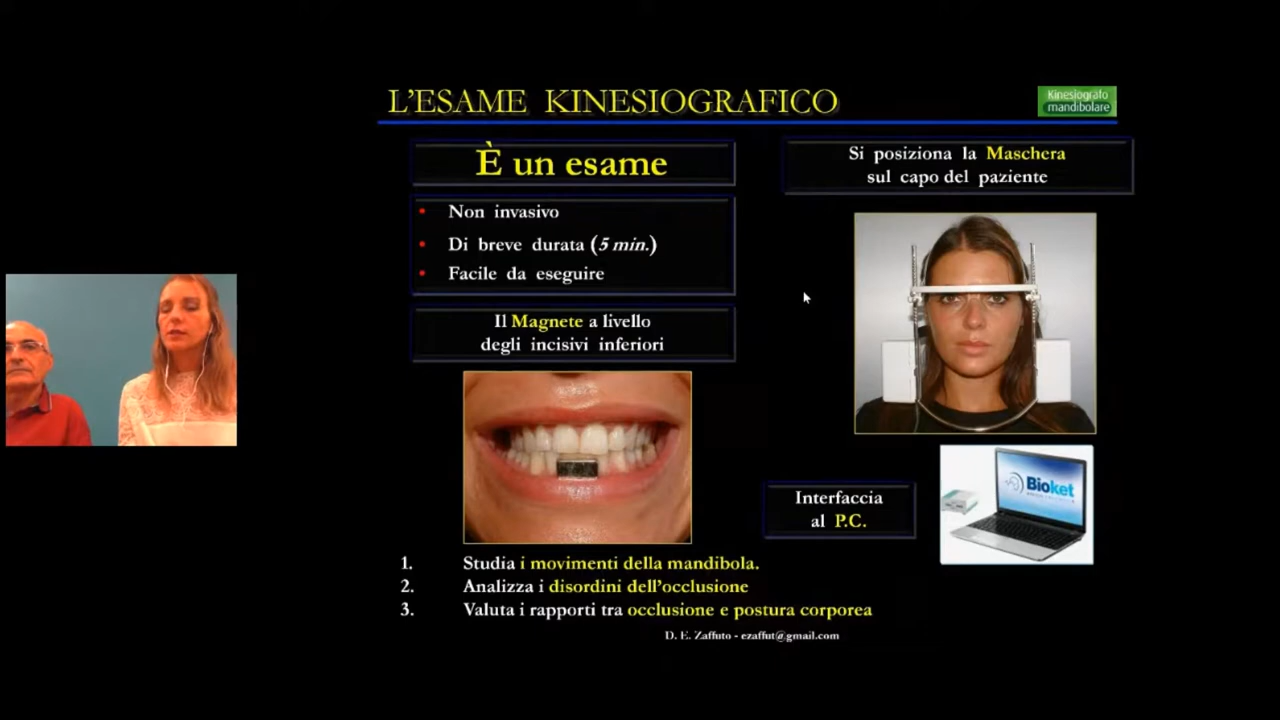 L'ESAME KINESIOGRAFICO
Kinesiografo
mandibolare
È un esame
• Non invasivo
• Di breve durata (5 min.)
• Facile da eseguire
Il Magnete a livello
degli incisivi inferiori
Si posiziona la Maschera
sul capo del paziente
Interfaccia
al P.C.
Bioket
1. Studia i movimenti della mandibola.
2. Analizza i disordini dell'occlusione
3. Valuta i rapporti tra occlusione e postura corporea
D. E. Zaffuto - ezaffut@gmail.com